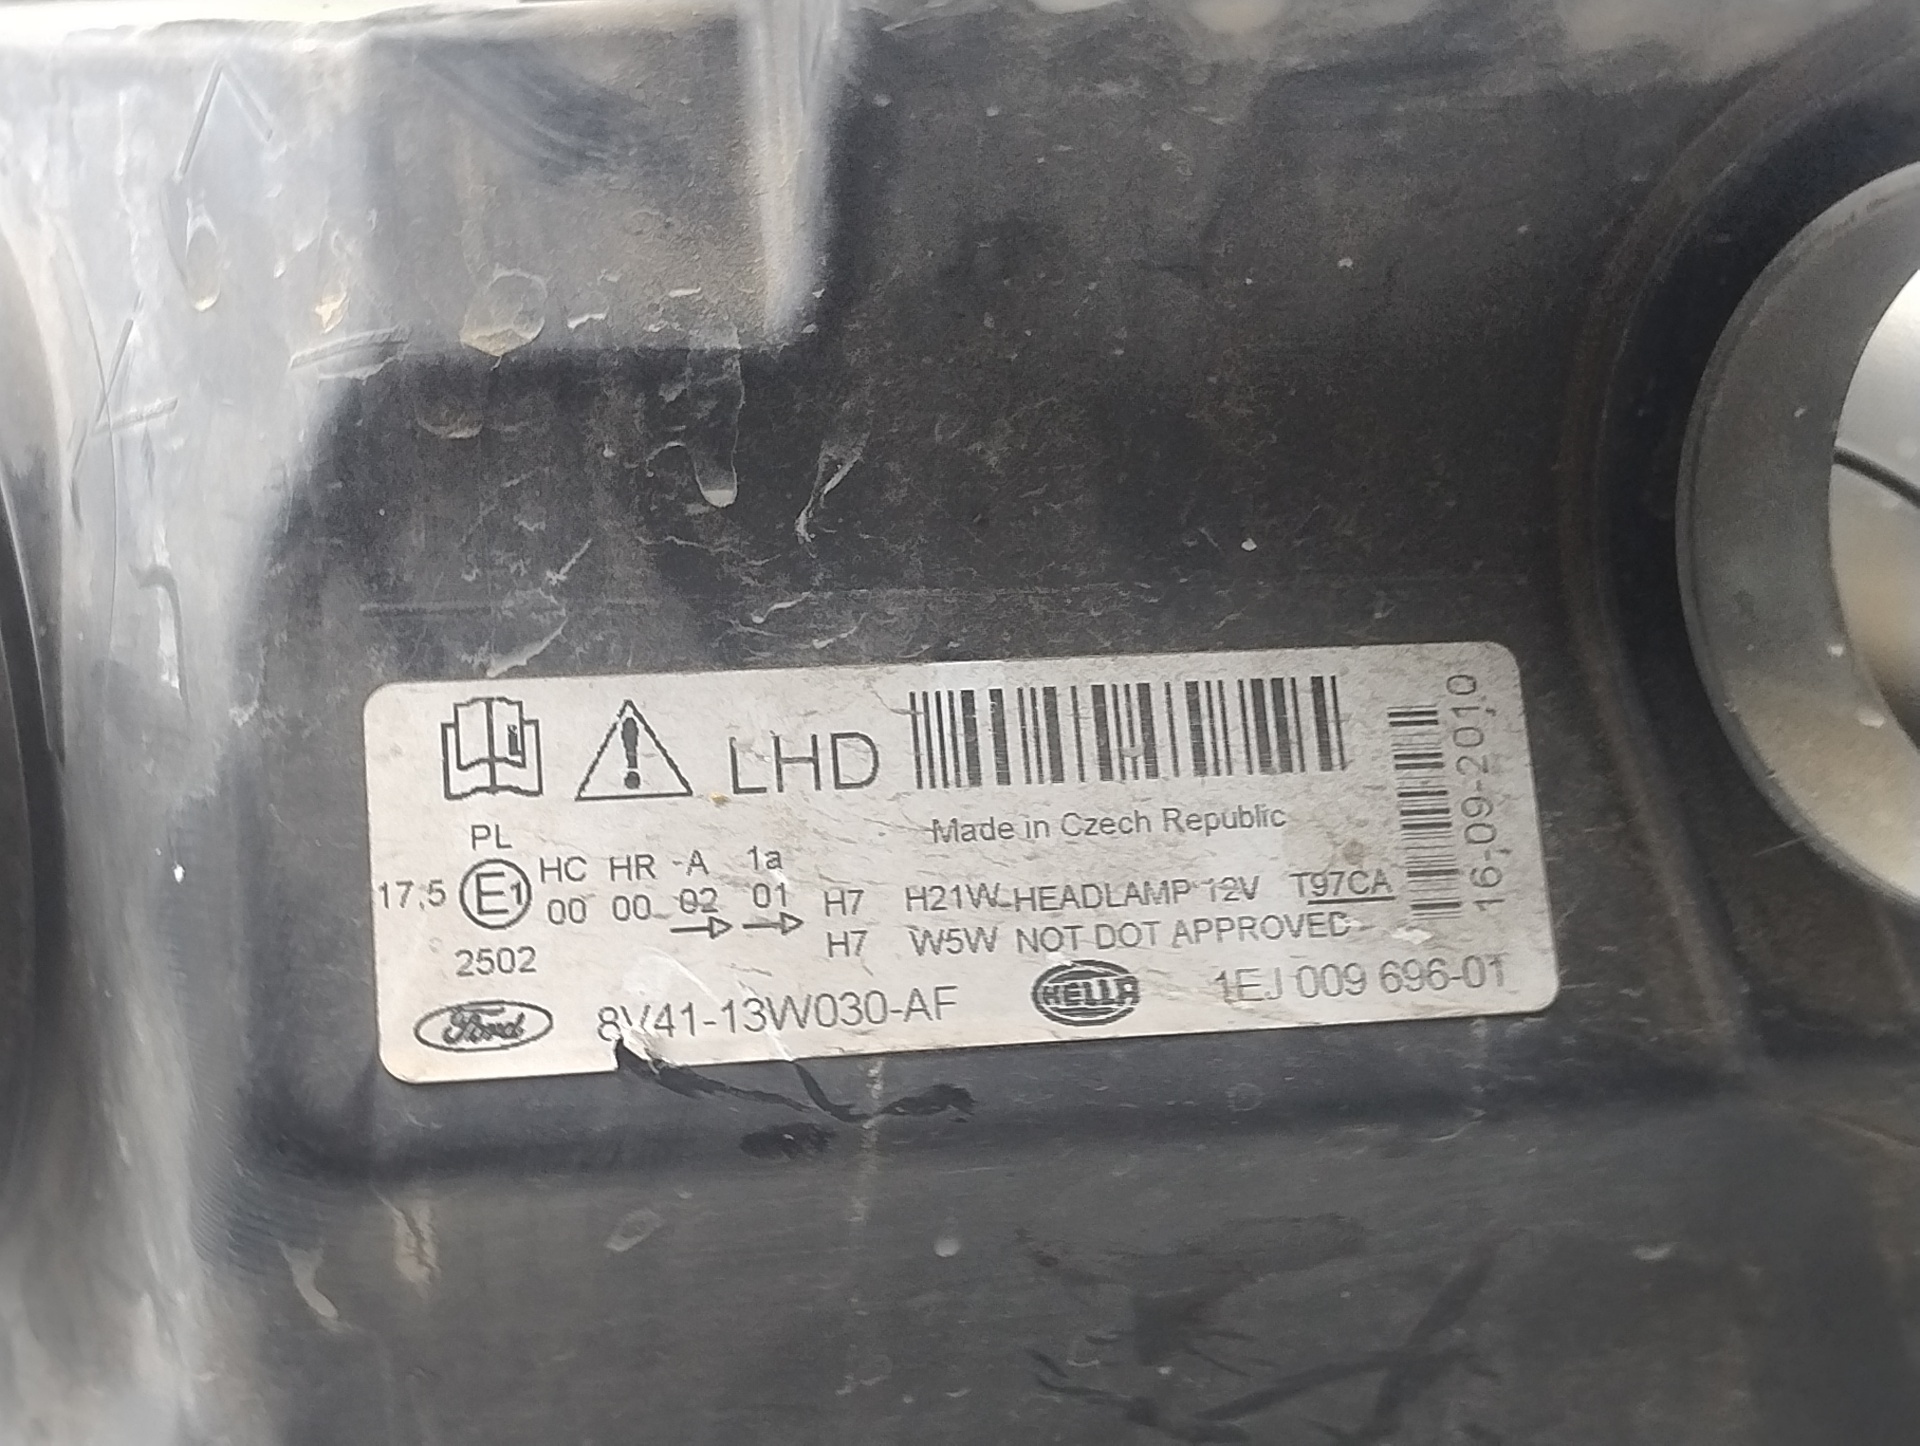 LHD
Made in Czech Republic
16-09-2010
PL
HC HR -A 1a
17,5 E1 00 00 02 01 H7 H21W HEADLAMP 12V T97CA
H7 W5W NOT DOT APPROVED
2502
Ford 8V41-13W030-AF HELLA 1EJ 009 696-01